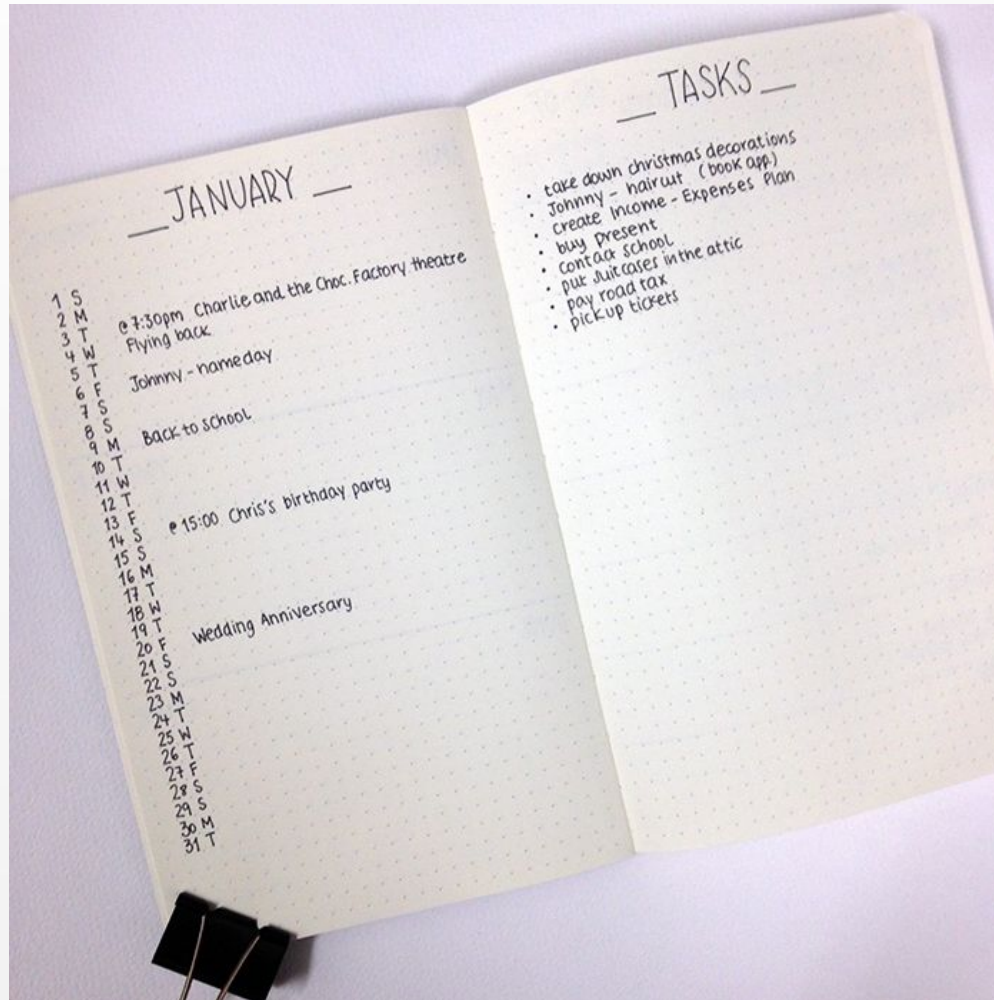 JANUARY
1 S
2 M
3 T @ 7:30pm Charlie and the Choc. Factory theatre
4 W Flying back
5 T
6 F Johnny - nameday
7 S
8 S
9 M Back to school
10 T
11 W
12 T
13 F
14 S @ 15:00 Chris's birthday party
15 S
16 M
17 T
18 W
19 T
20 F Wedding Anniversary
21 S
22 S
23 M
24 T
25 W
26 T
27 F
28 S
29 S
30 M
31 T
TASKS
• take down christmas decorations
• Johnny - haircut (book app.)
• create Income - Expenses Plan
• buy present
• contact school
• put suitcases in the attic
• pay road tax
• pick up tickets